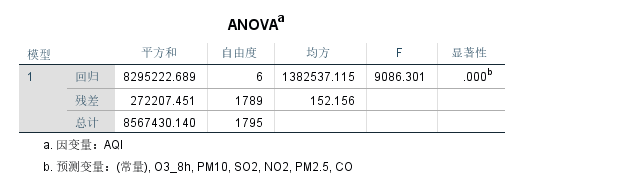 ANOVAa
模型 平方和 自由度 均方 F 显著性
1 回归 8295222.689 6 1382537.115 9086.301 .000b
残差 272207.451 1789 152.156
总计 8567430.140 1795
a. 因变量：AQI
b. 预测变量：(常量), O3_8h, PM10, SO2, NO2, PM2.5, CO